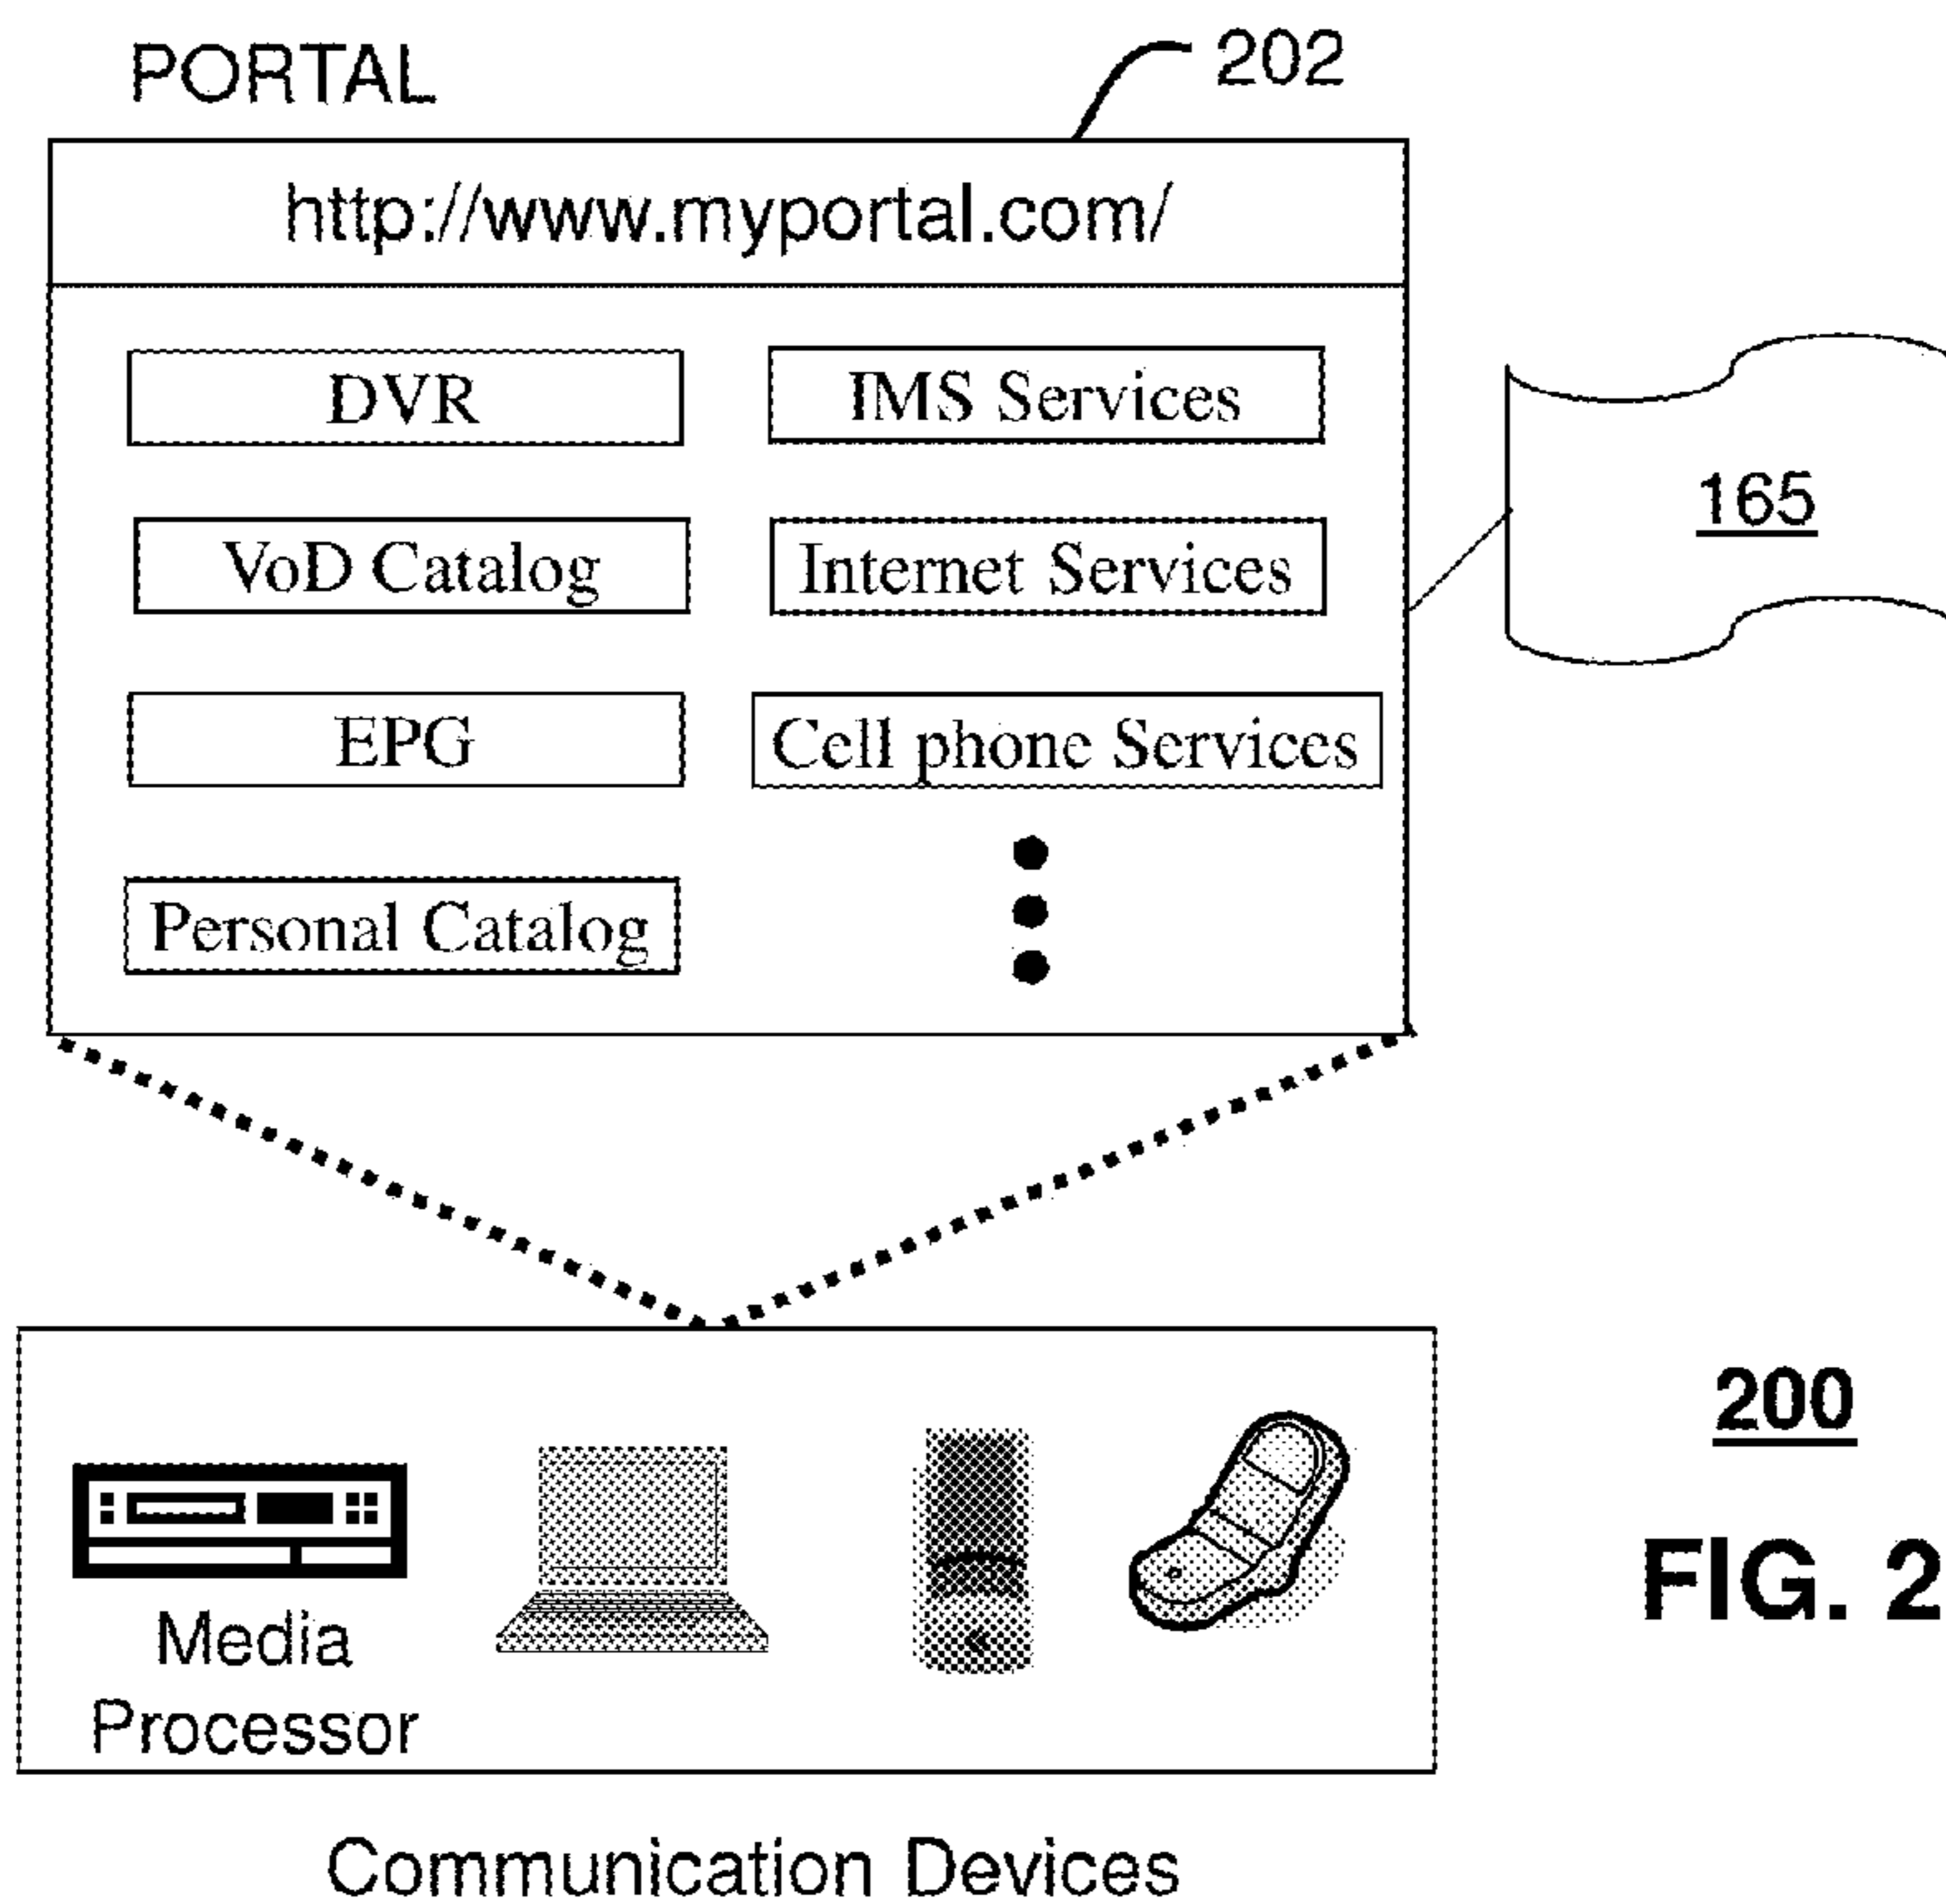 PORTAL
202
http://www.myportal.com/
DVR
IMS Services
165
VoD Catalog
Internet Services
EPG
Cell phone Services
Personal Catalog
200
FIG. 2
Media
Processor
Communication Devices